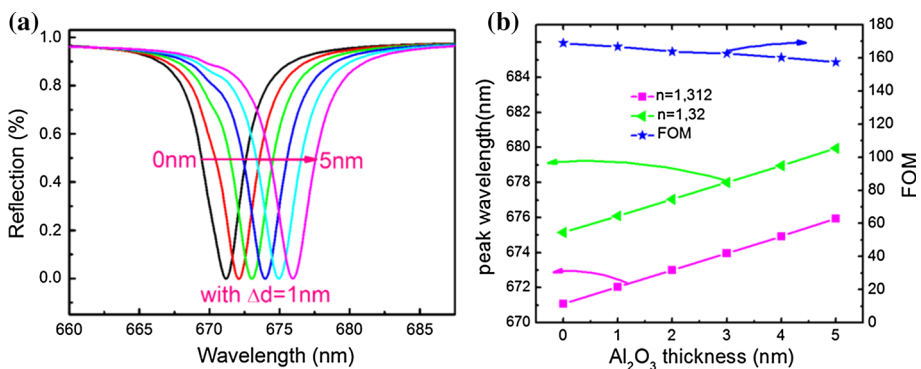 (a)
1.0
0.8
0.6
0.4
0.2
0.0
Reflection (%)
0nm
5nm
with Δd=1nm
660
665
670
675
680
685
Wavelength (nm)
(b)
684
682
680
678
676
674
672
670
peak wavelength(nm)
n=1,312
n=1,32
FOM
180
160
140
120
100
80
60
40
20
0
FOM
0
1
2
3
4
5
Al₂O₃ thickness (nm)